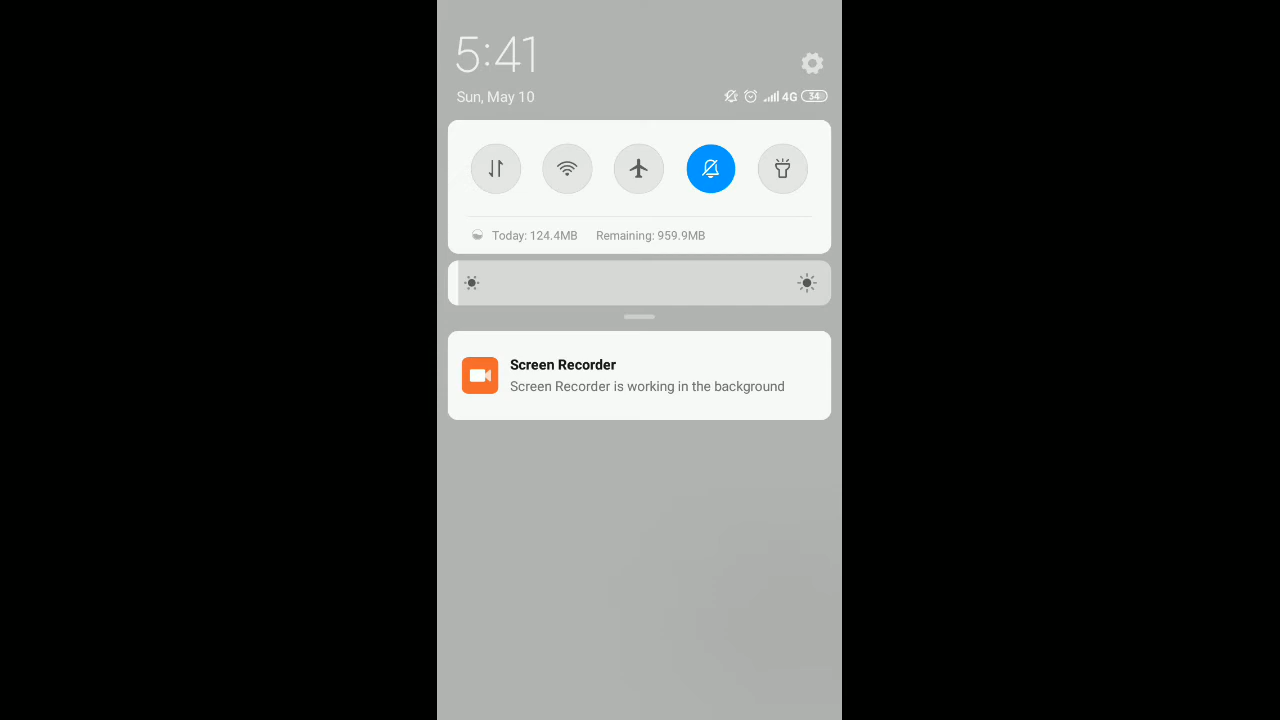 5:41
Sun, May 10
4G 34
Today: 124.4MB Remaining: 959.9MB
Screen Recorder
Screen Recorder is working in the background